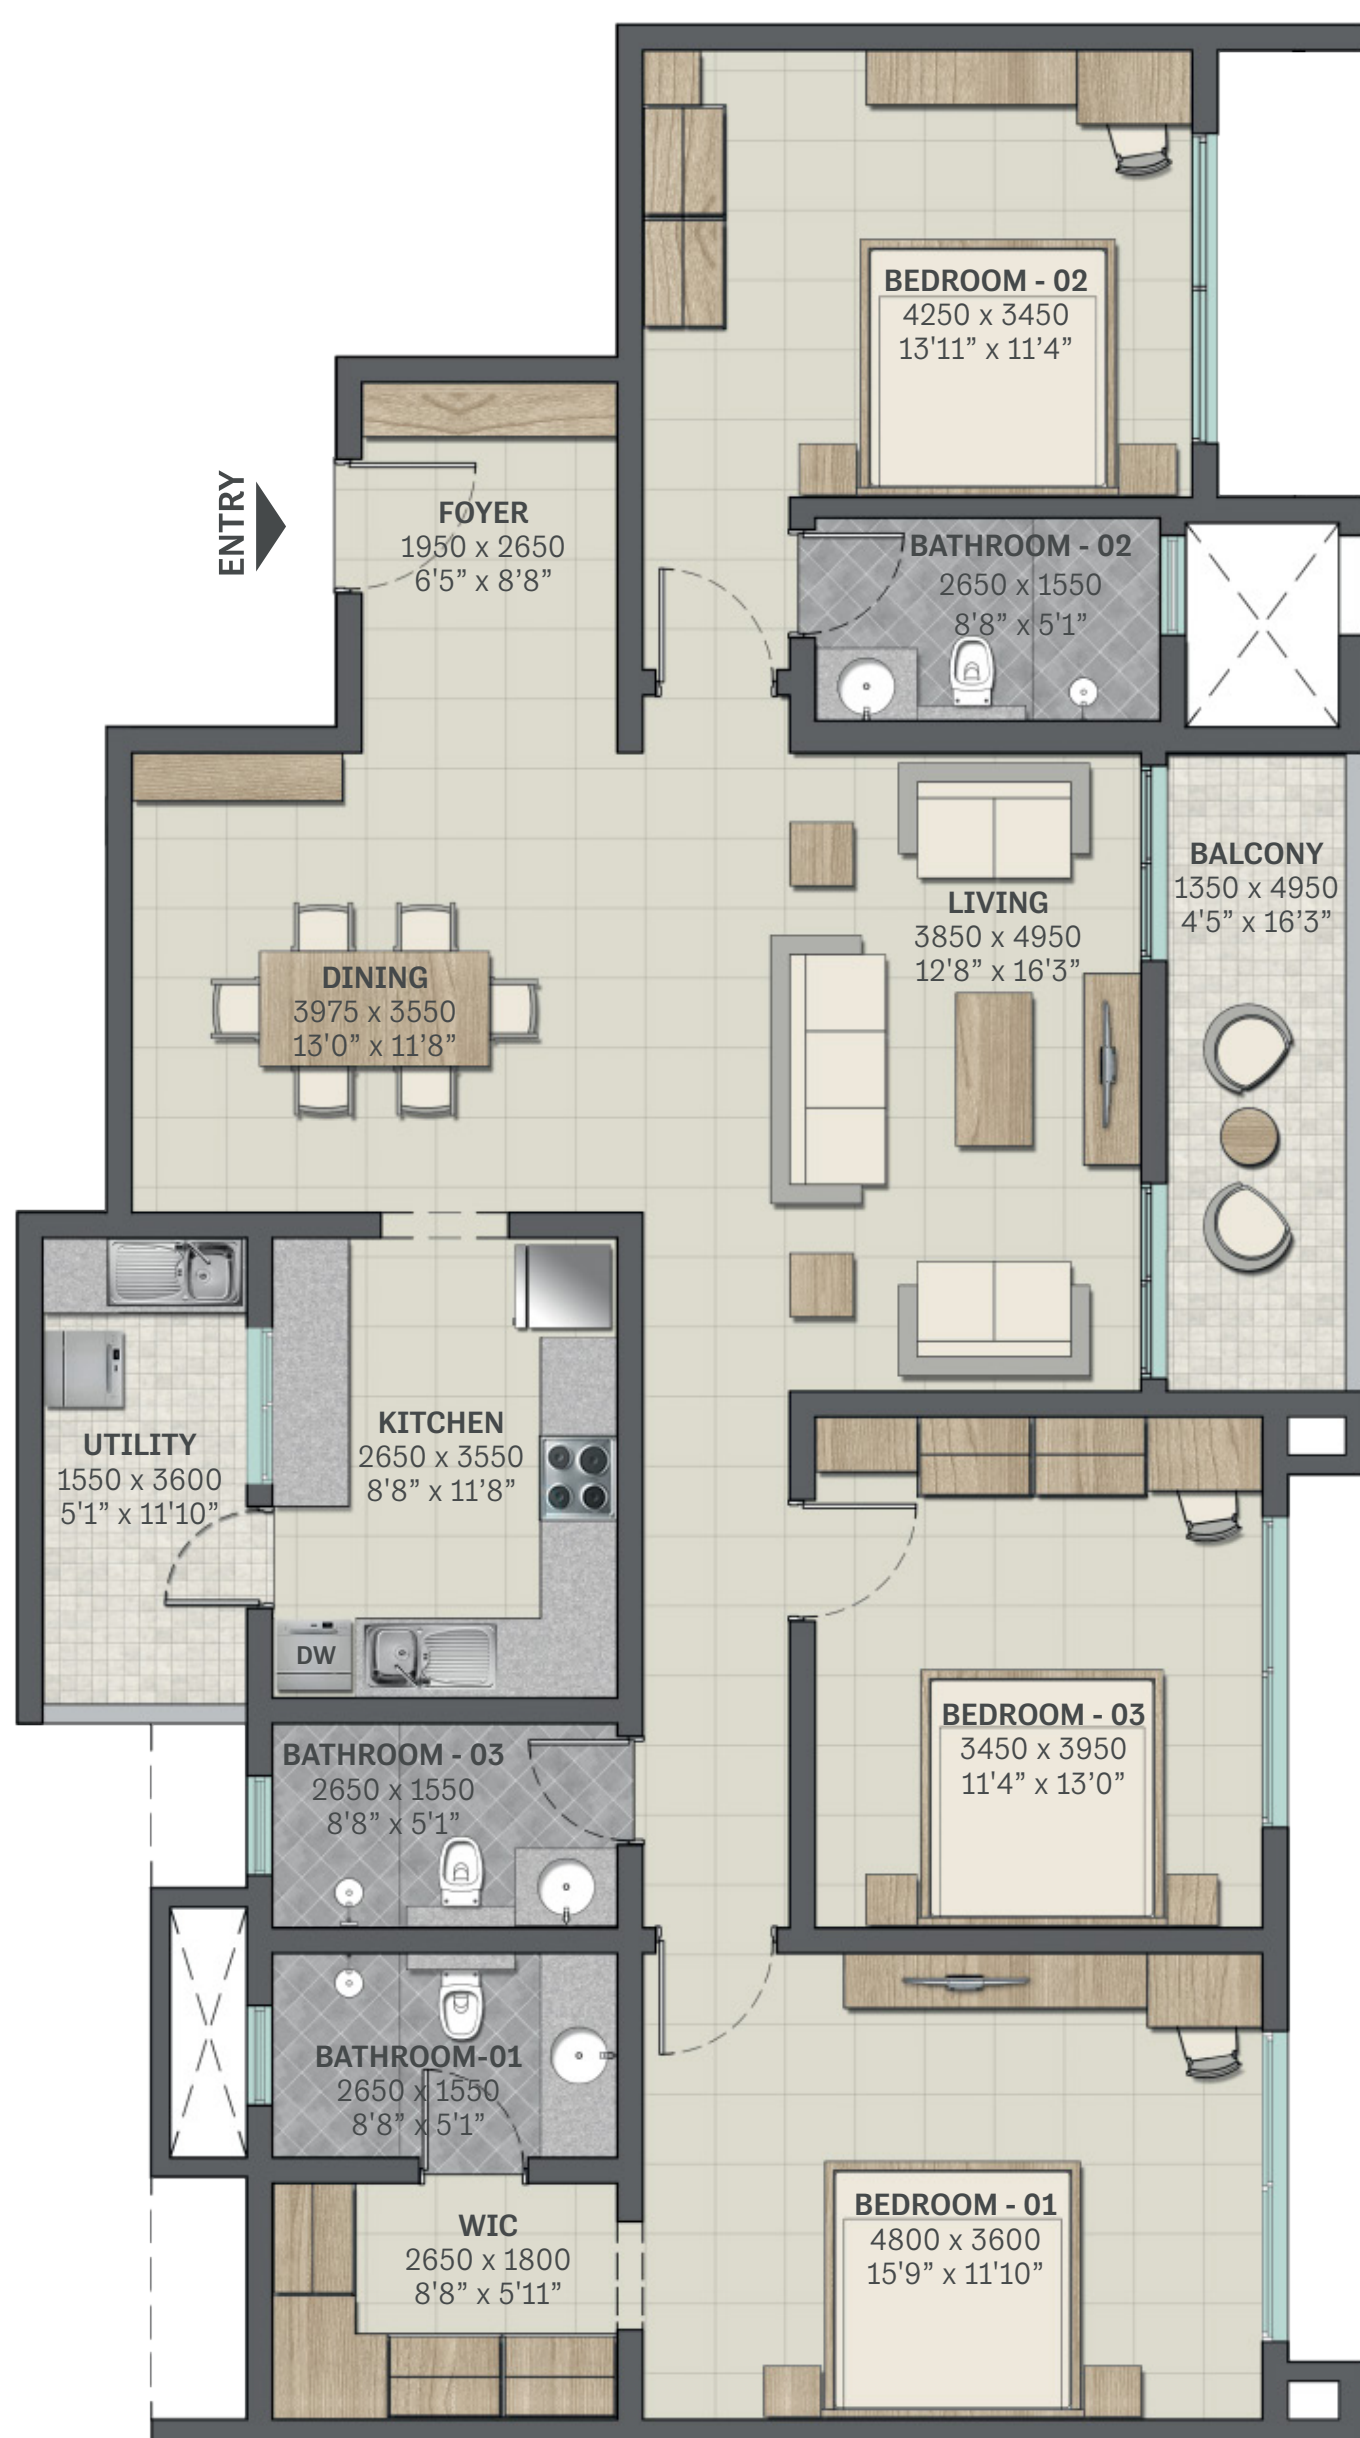 BEDROOM - 02
4250 x 3450
13'11” x 11’4”
ENTRY
FOYER
1950 x 2650
6'5” x 8’8”
BATHROOM - 02
2650 x 1550
8'8” x 5'1”
BALCONY
1350 x 4950
4'5” x 16’3”
LIVING
3850 x 4950
12'8” x 16'3”
DINING
3975 x 3550
13'0” x 11’8”
KITCHEN
2650 x 3550
8'8” x 11’8”
UTILITY
1550 x 3600
5'1” x 11'10”
DW
BEDROOM - 03
3450 x 3950
11'4” x 13’0”
BATHROOM - 03
2650 x 1550
8'8” x 5'1”
BATHROOM-01
2650 x 1550
8'8” x 5'1”
WIC
2650 x 1800
8'8” x 5’11”
BEDROOM - 01
4800 x 3600
15'9” x 11’10”